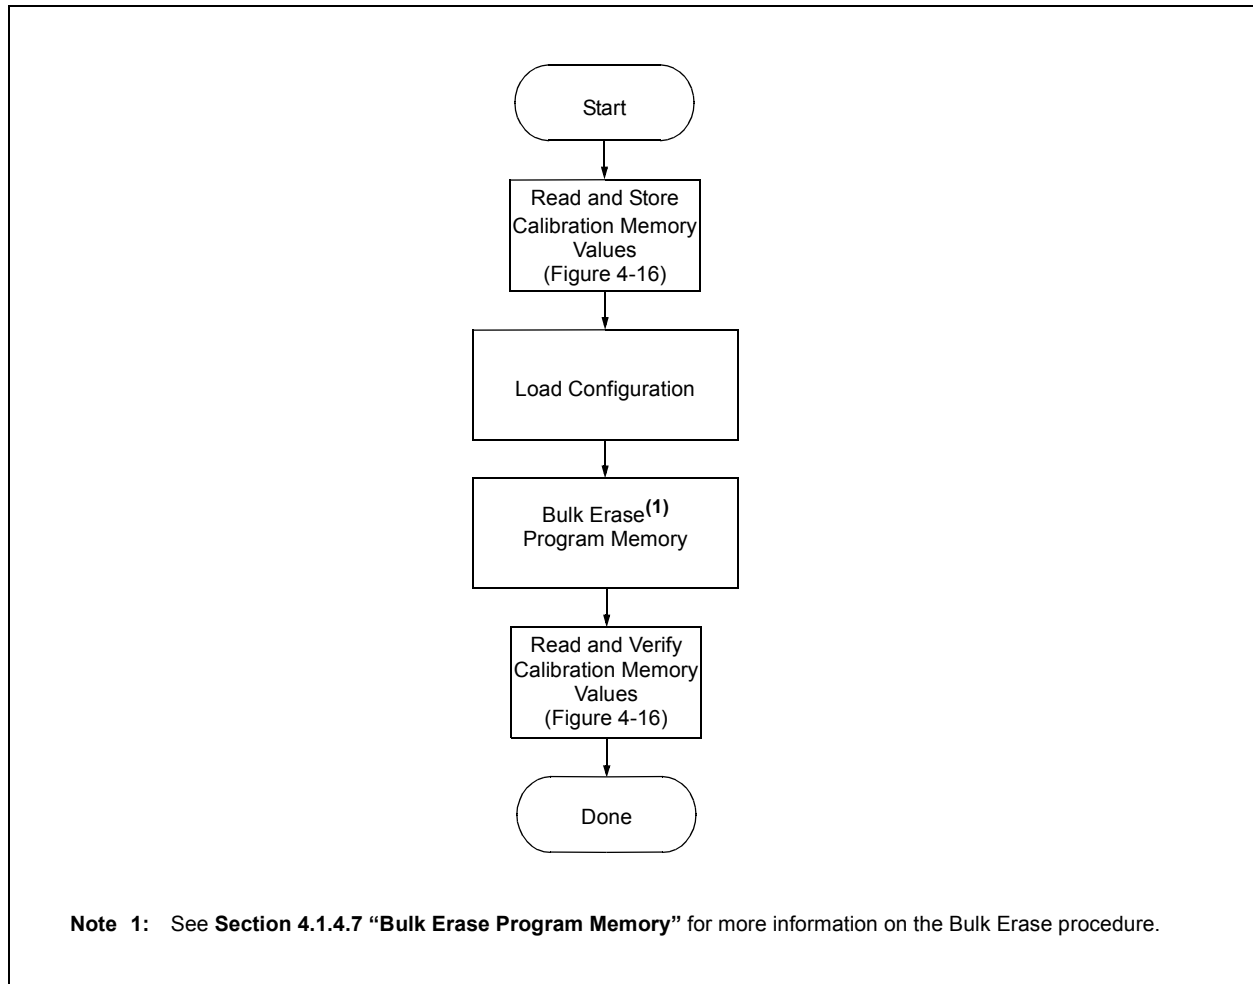 Start
Read and Store
Calibration Memory
Values
(Figure 4-16)
Load Configuration
Bulk Erase(1)
Program Memory
Read and Verify
Calibration Memory
Values
(Figure 4-16)
Done
Note 1: See Section 4.1.4.7 “Bulk Erase Program Memory” for more information on the Bulk Erase procedure.